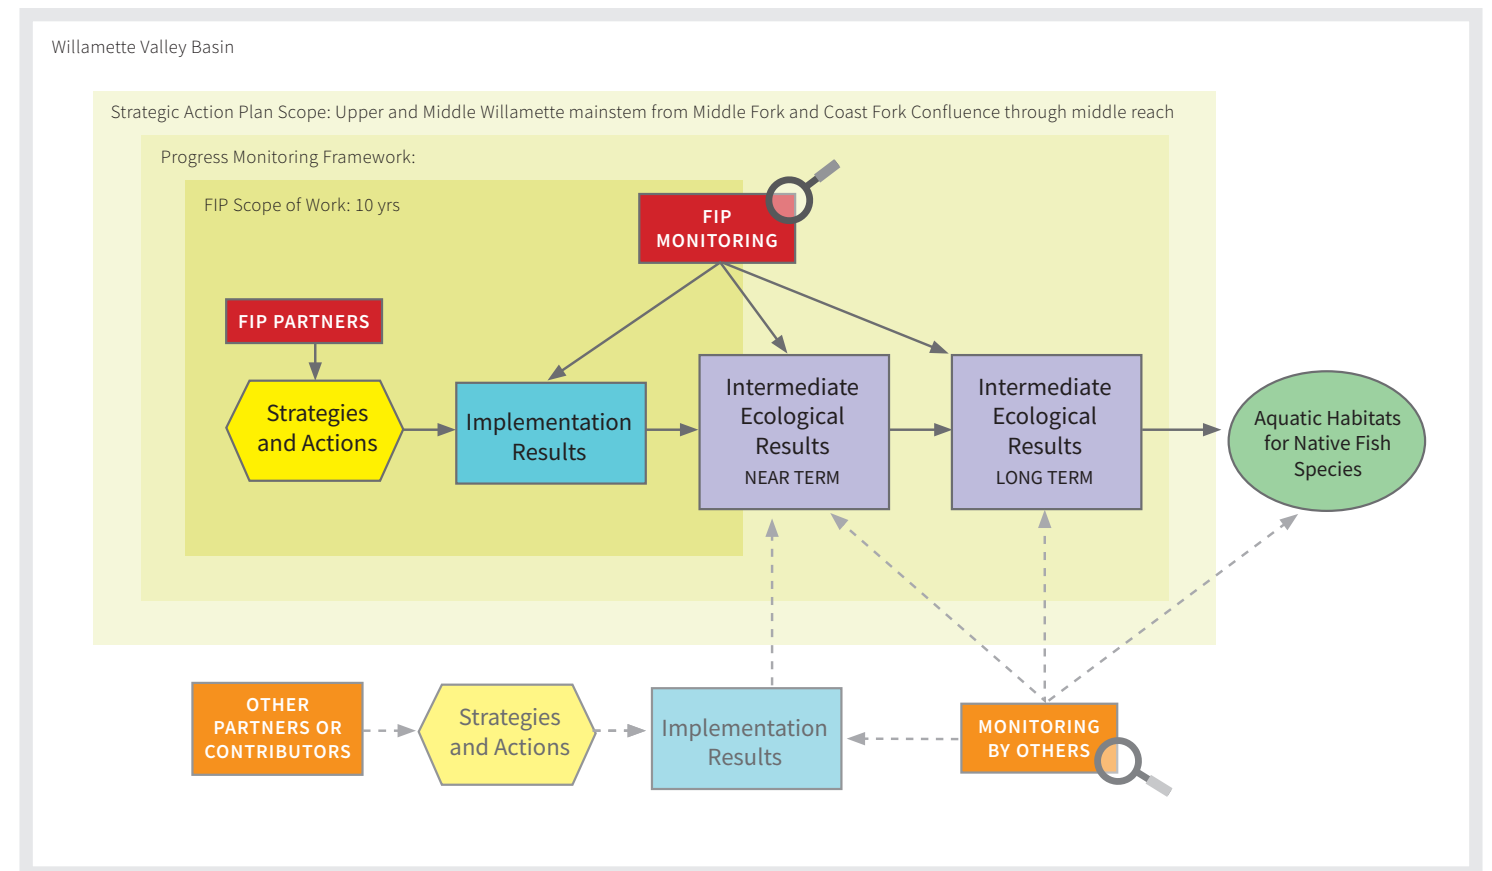 Willamette Valley Basin
Strategic Action Plan Scope: Upper and Middle Willamette mainstem from Middle Fork and Coast Fork Confluence through middle reach
Progress Monitoring Framework:
FIP Scope of Work: 10 yrs
FIP
MONITORING
FIP PARTNERS
Strategies
and Actions
Implementation
Results
Intermediate
Ecological
Results
NEAR TERM
Intermediate
Ecological
Results
LONG TERM
Aquatic Habitats
for Native Fish
Species
OTHER
PARTNERS OR
CONTRIBUTORS
Strategies
and Actions
Implementation
Results
MONITORING
BY OTHERS